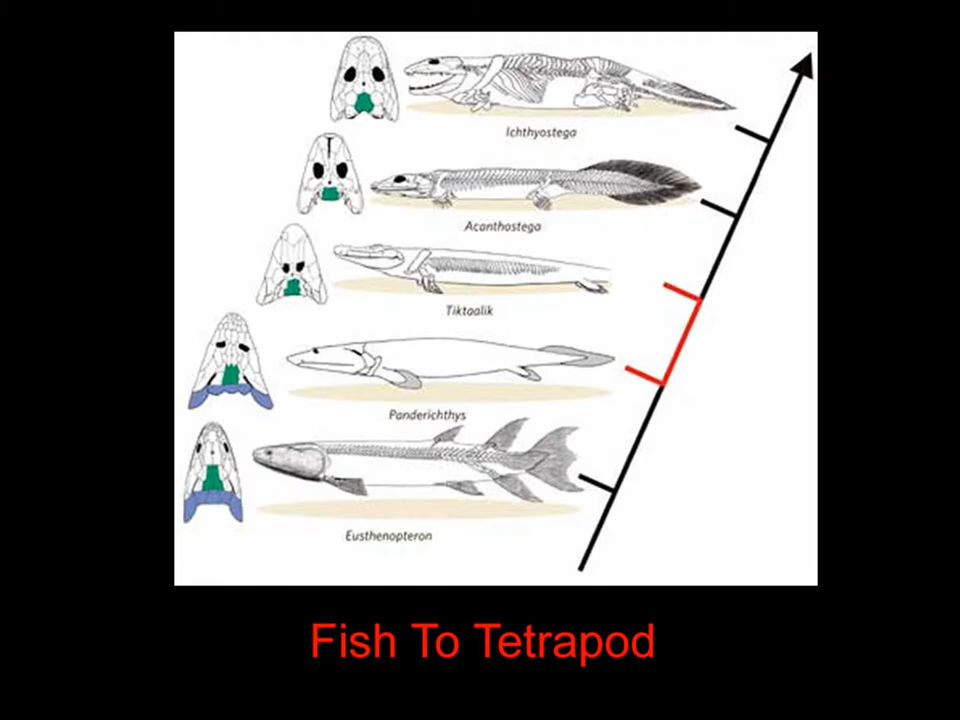 Ichthyostega
Acanthostega
Tiktaalik
Panderichthys
Eusthenopteron
Fish To Tetrapod